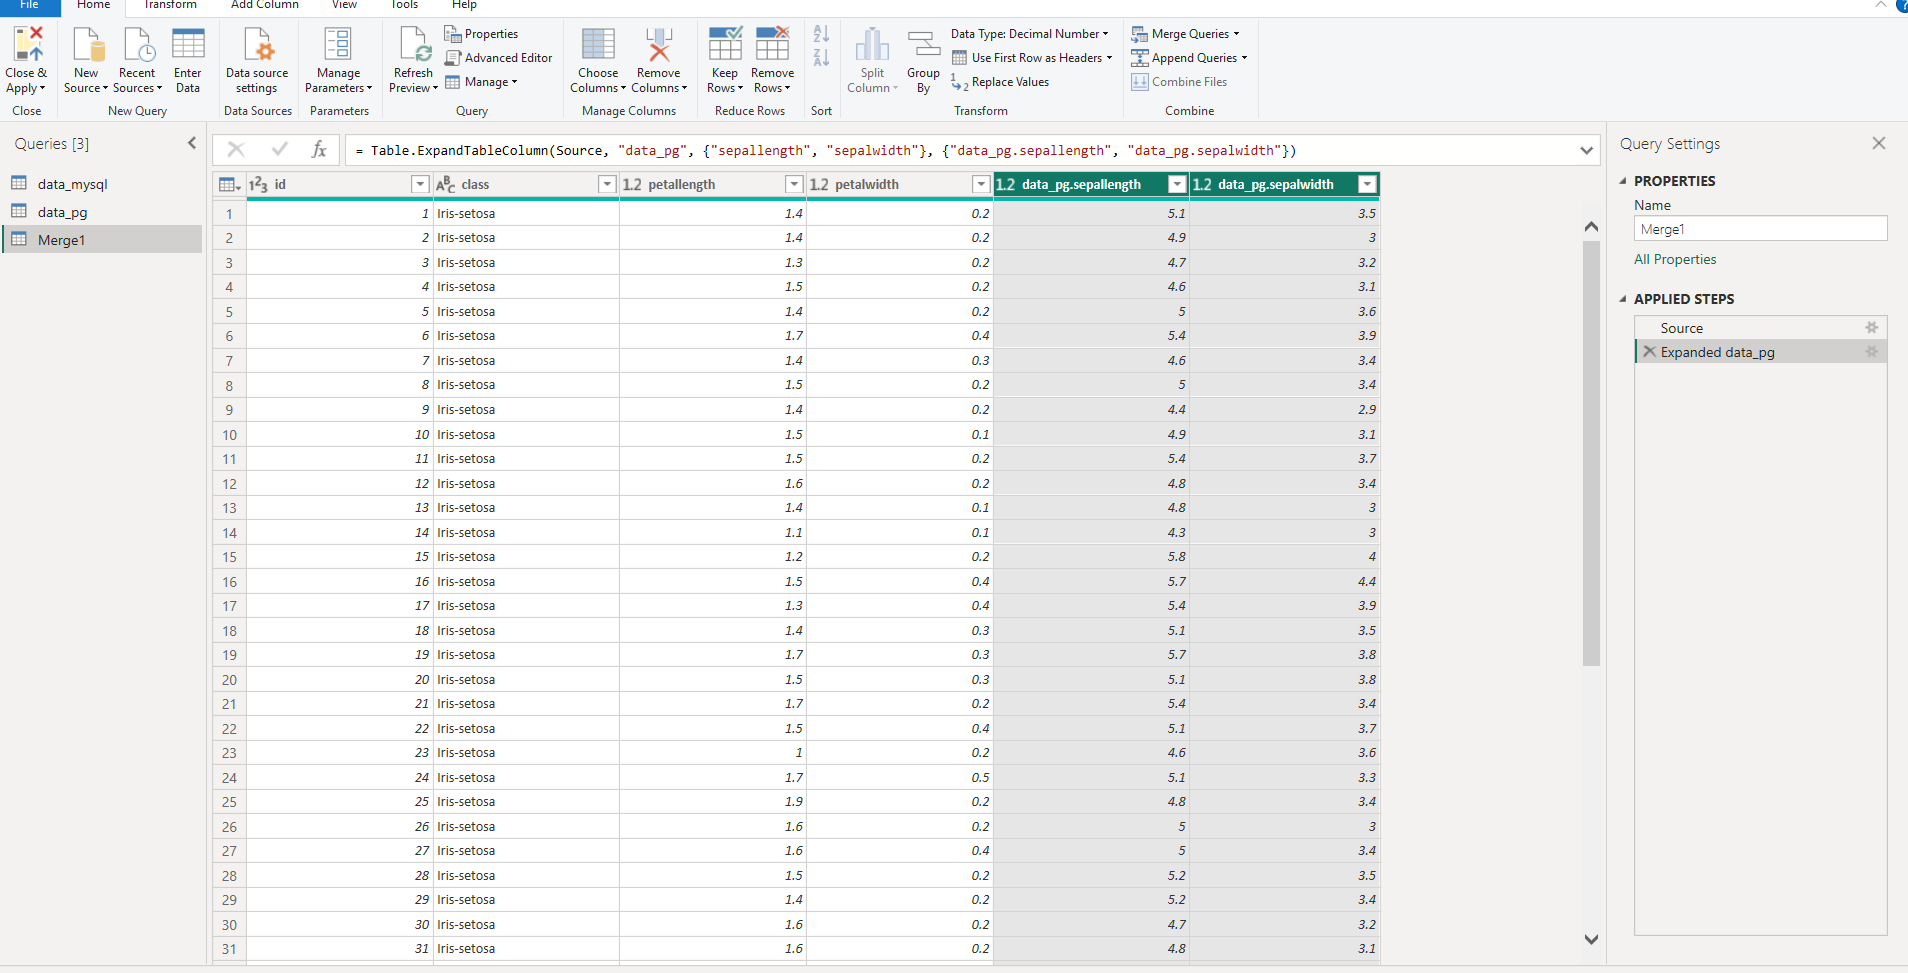 File Home Transform Add Column View Tools Help
Close & Apply
New Source
Recent Sources
Enter Data
Data source settings
Manage Parameters
Refresh Preview
Properties
Advanced Editor
Manage
Choose Columns
Remove Columns
Keep Rows
Remove Rows
Split Column
Group By
Data Type: Decimal Number
Use First Row as Headers
Replace Values
Merge Queries
Append Queries
Combine Files
Close New Query Data Sources Parameters Query Manage Columns Reduce Rows Sort Transform Combine
Queries [3]
data_mysql
data_pg
Merge1
fx = Table.ExpandTableColumn(Source, "data_pg", {"sepallength", "sepalwidth"}, {"data_pg.sepallength", "data_pg.sepalwidth"})
123 id ABC class 1.2 petallength 1.2 petalwidth 1.2 data_pg.sepallength 1.2 data_pg.sepalwidth
1 1 Iris-setosa 1.4 0.2 5.1 3.5
2 2 Iris-setosa 1.4 0.2 4.9 3
3 3 Iris-setosa 1.3 0.2 4.7 3.2
4 4 Iris-setosa 1.5 0.2 4.6 3.1
5 5 Iris-setosa 1.4 0.2 5 3.6
6 6 Iris-setosa 1.7 0.4 5.4 3.9
7 7 Iris-setosa 1.4 0.3 4.6 3.4
8 8 Iris-setosa 1.5 0.2 5 3.4
9 9 Iris-setosa 1.4 0.2 4.4 2.9
10 10 Iris-setosa 1.5 0.1 4.9 3.1
11 11 Iris-setosa 1.5 0.2 5.4 3.7
12 12 Iris-setosa 1.6 0.2 4.8 3.4
13 13 Iris-setosa 1.4 0.1 4.8 3
14 14 Iris-setosa 1.1 0.1 4.3 3
15 15 Iris-setosa 1.2 0.2 5.8 4
16 16 Iris-setosa 1.5 0.4 5.7 4.4
17 17 Iris-setosa 1.3 0.4 5.4 3.9
18 18 Iris-setosa 1.4 0.3 5.1 3.5
19 19 Iris-setosa 1.7 0.3 5.7 3.8
20 20 Iris-setosa 1.5 0.3 5.1 3.8
21 21 Iris-setosa 1.7 0.2 5.4 3.4
22 22 Iris-setosa 1.5 0.4 5.1 3.7
23 23 Iris-setosa 1 0.2 4.6 3.6
24 24 Iris-setosa 1.7 0.5 5.1 3.3
25 25 Iris-setosa 1.9 0.2 4.8 3.4
26 26 Iris-setosa 1.6 0.2 5 3
27 27 Iris-setosa 1.6 0.4 5 3.4
28 28 Iris-setosa 1.5 0.2 5.2 3.5
29 29 Iris-setosa 1.4 0.2 5.2 3.4
30 30 Iris-setosa 1.6 0.2 4.7 3.2
31 31 Iris-setosa 1.6 0.2 4.8 3.1
Query Settings
PROPERTIES
Name
Merge1
All Properties
APPLIED STEPS
Source
Expanded data_pg